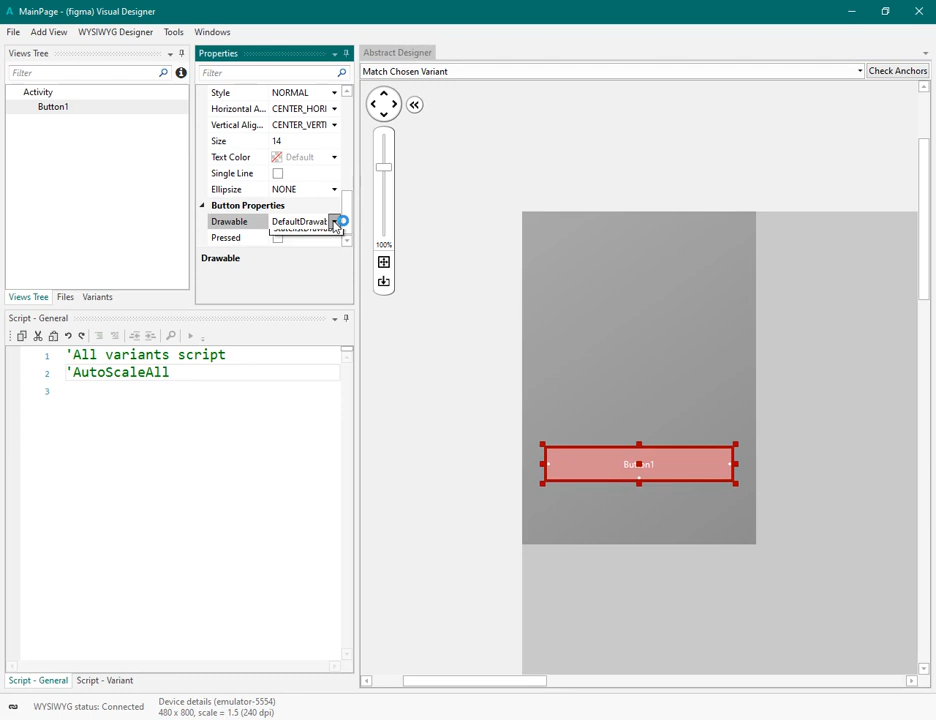 A MainPage - (figma) Visual Designer
File Add View WYSIWYG Designer Tools Windows
Views Tree
Filter
Activity
Button1
Views Tree Files Variants
Properties
Filter
Style NORMAL
Horizontal A... CENTER_HORI
Vertical Alig... CENTER_VERTI
Size 14
Text Color Default
Single Line
Ellipsize NONE
Button Properties
Drawable DefaultDrawab
Pressed
Drawable
Abstract Designer
Match Chosen Variant Check Anchors
100%
Button1
Script - General
1 'All variants script
2 'AutoScaleAll
3
Script - General Script - Variant
WYSIWYG status: Connected
Device details (emulator-5554)
480 x 800, scale = 1.5 (240 dpi)